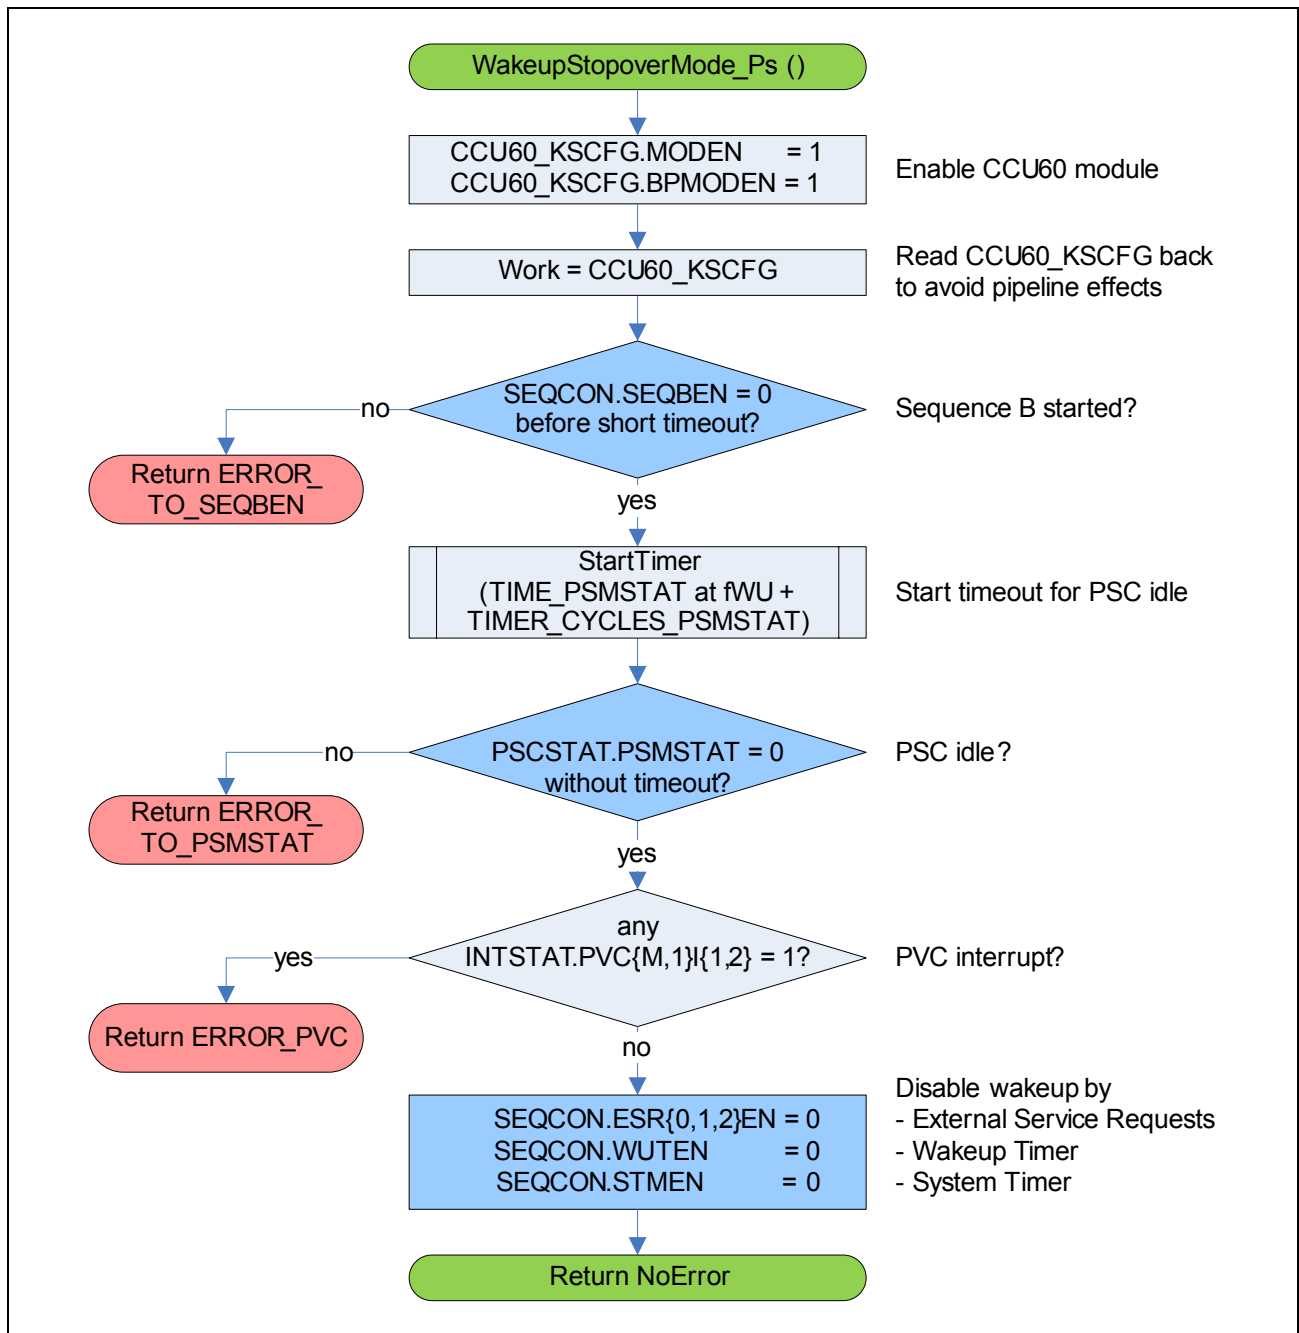 WakeupStopoverMode_Ps ()
CCU60_KSCFG.MODEN = 1
CCU60_KSCFG.BPMODEN = 1
Enable CCU60 module
Work = CCU60_KSCFG
Read CCU60_KSCFG back
to avoid pipeline effects
SEQCON.SEQBEN = 0
before short timeout?
Sequence B started?
no
Return ERROR_
TO_SEQBEN
yes
StartTimer
(TIME_PSMSTAT at fWU +
TIMER_CYCLES_PSMSTAT)
Start timeout for PSC idle
PSCSTAT.PSMSTAT = 0
without timeout?
PSC idle?
no
Return ERROR_
TO_PSMSTAT
yes
any
INTSTAT.PVC{M,1}I{1,2} = 1?
PVC interrupt?
yes
Return ERROR_PVC
no
SEQCON.ESR{0,1,2}EN = 0
SEQCON.WUTEN = 0
SEQCON.STMEN = 0
Disable wakeup by
- External Service Requests
- Wakeup Timer
- System Timer
Return NoError